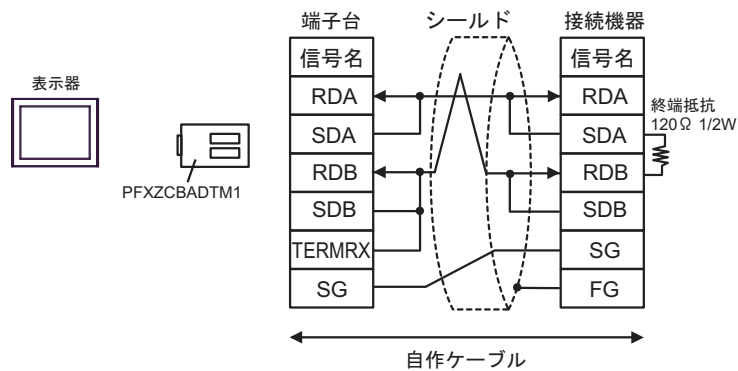 端子台
シールド
接続機器
信号名
信号名
表示器
RDA
RDA
終端抵抗
120Ω 1/2W
SDA
SDA
RDB
RDB
PFXZCBADTM1
SDB
SDB
TERMRX
SG
SG
FG
自作ケーブル